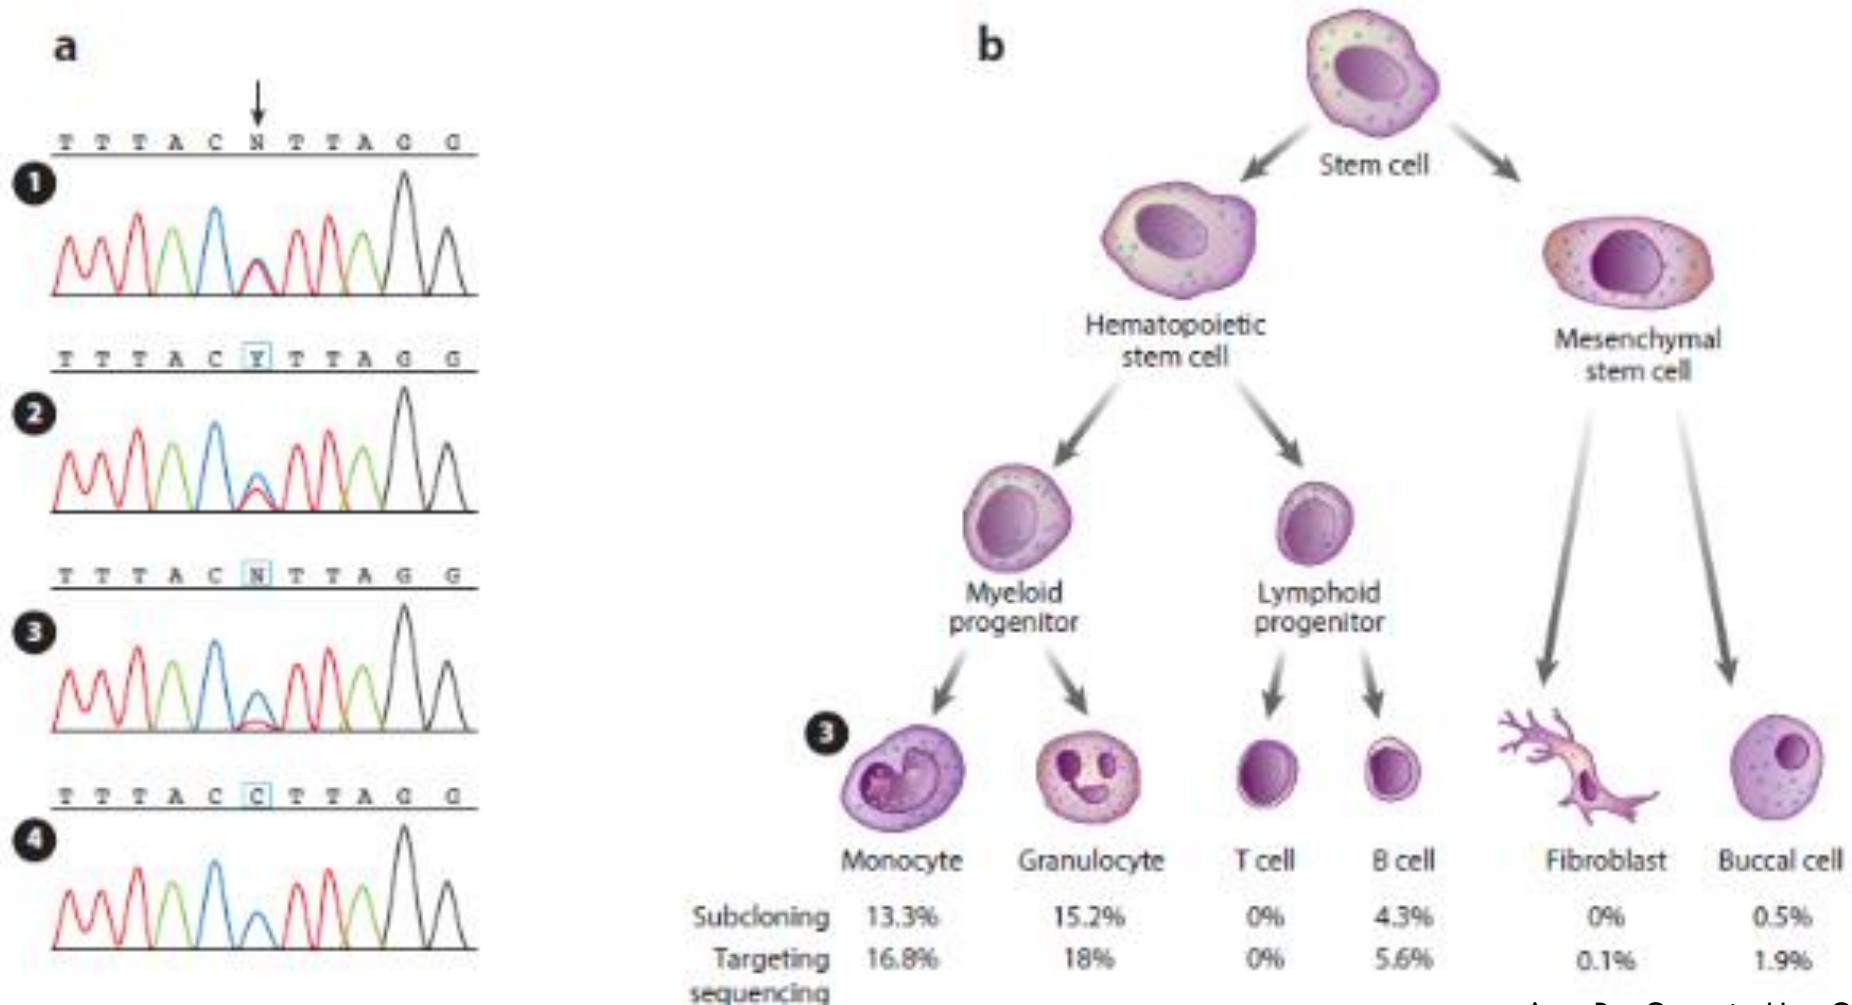 a
T T T A C N T T A G G
1
T T T A C Y T T A G G
2
T T T A C N T T A G G
3
T T T A C C T T A G G
4
b
Stem cell
Hematopoietic
stem cell
Mesenchymal
stem cell
Myeloid
progenitor
Lymphoid
progenitor
3
Monocyte Granulocyte T cell B cell Fibroblast Buccal cell
Subcloning 13.3% 15.2% 0% 4.3% 0% 0.5%
Targeting 16.8% 18% 0% 5.6% 0.1% 1.9%
sequencing